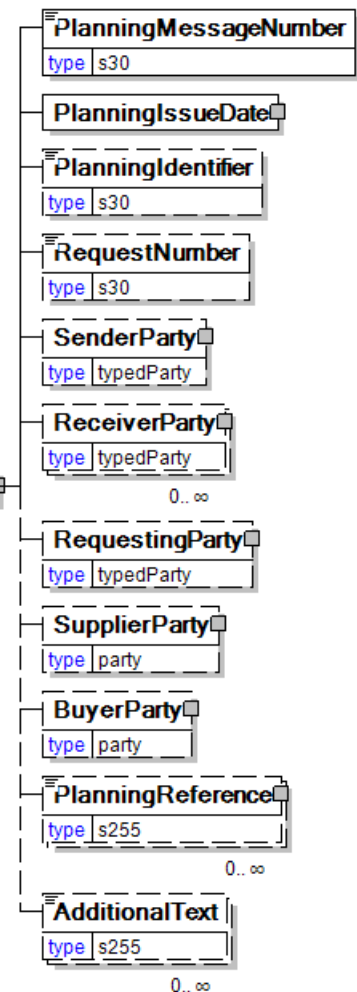 PlanningMessageNumber
type s30
PlanningIssueDate
PlanningIdentifier
type s30
RequestNumber
type s30
SenderParty
type typedParty
ReceiverParty
type typedParty
0.. ∞
RequestingParty
type typedParty
SupplierParty
type party
BuyerParty
type party
PlanningReference
type s255
0.. ∞
AdditionalText
type s255
0.. ∞